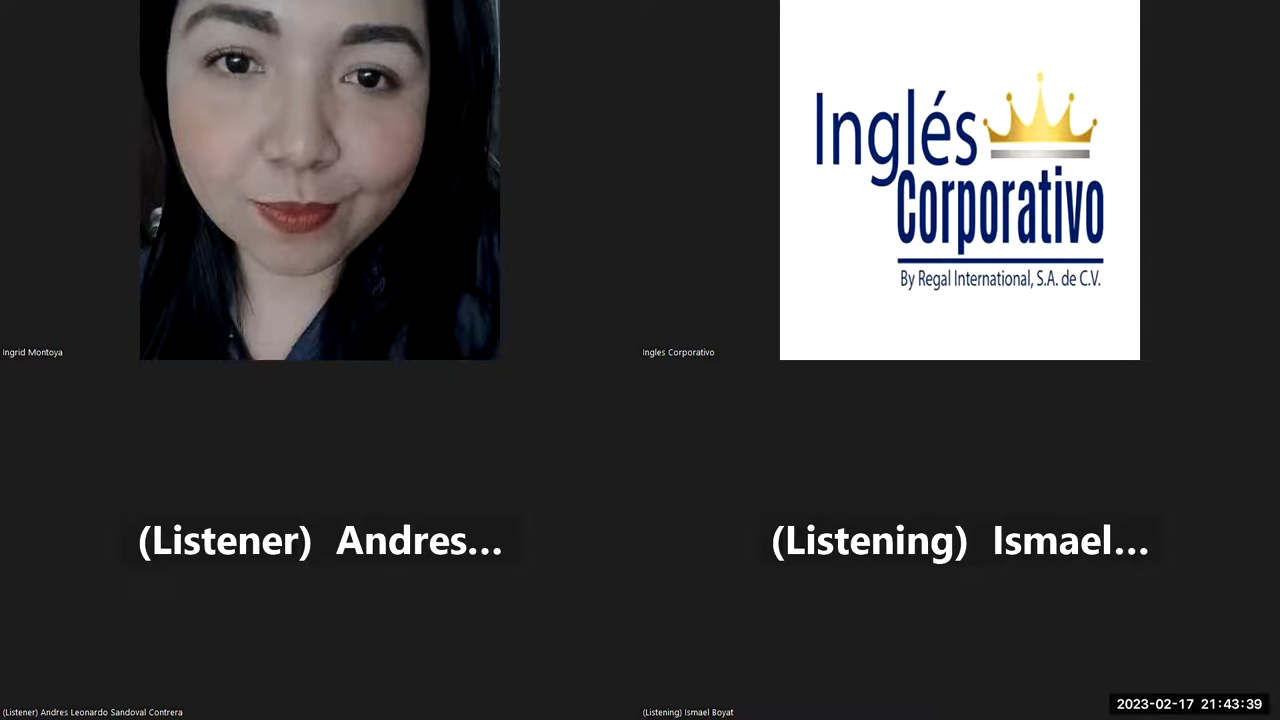 Inglés
Corporativo
By Regal International, S.A. de C.V.
Ingrid Montoya
Ingles Corporativo
(Listener) Andres...
(Listening) Ismael...
(Listener) Andres Leonardo Sandoval Contrera
(Listening) Ismael Boyat
2023-02-17 21:43:39